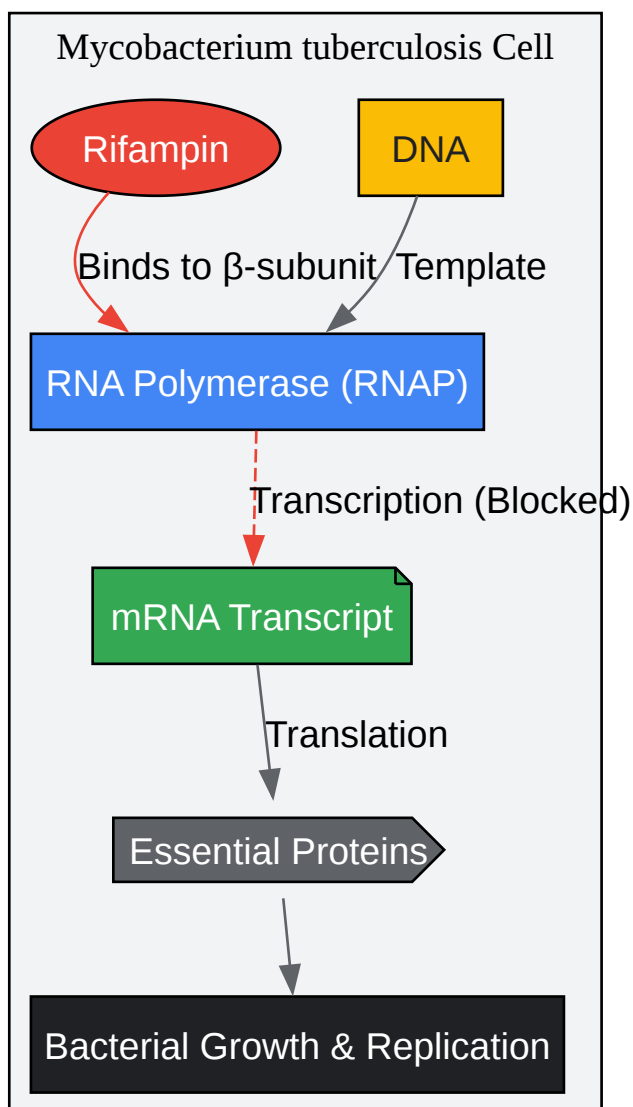 Mycobacterium tuberculosis Cell
Rifampin
DNA
Binds to β-subunit
Template
RNA Polymerase (RNAP)
Transcription (Blocked)
mRNA Transcript
Translation
Essential Proteins
Bacterial Growth & Replication